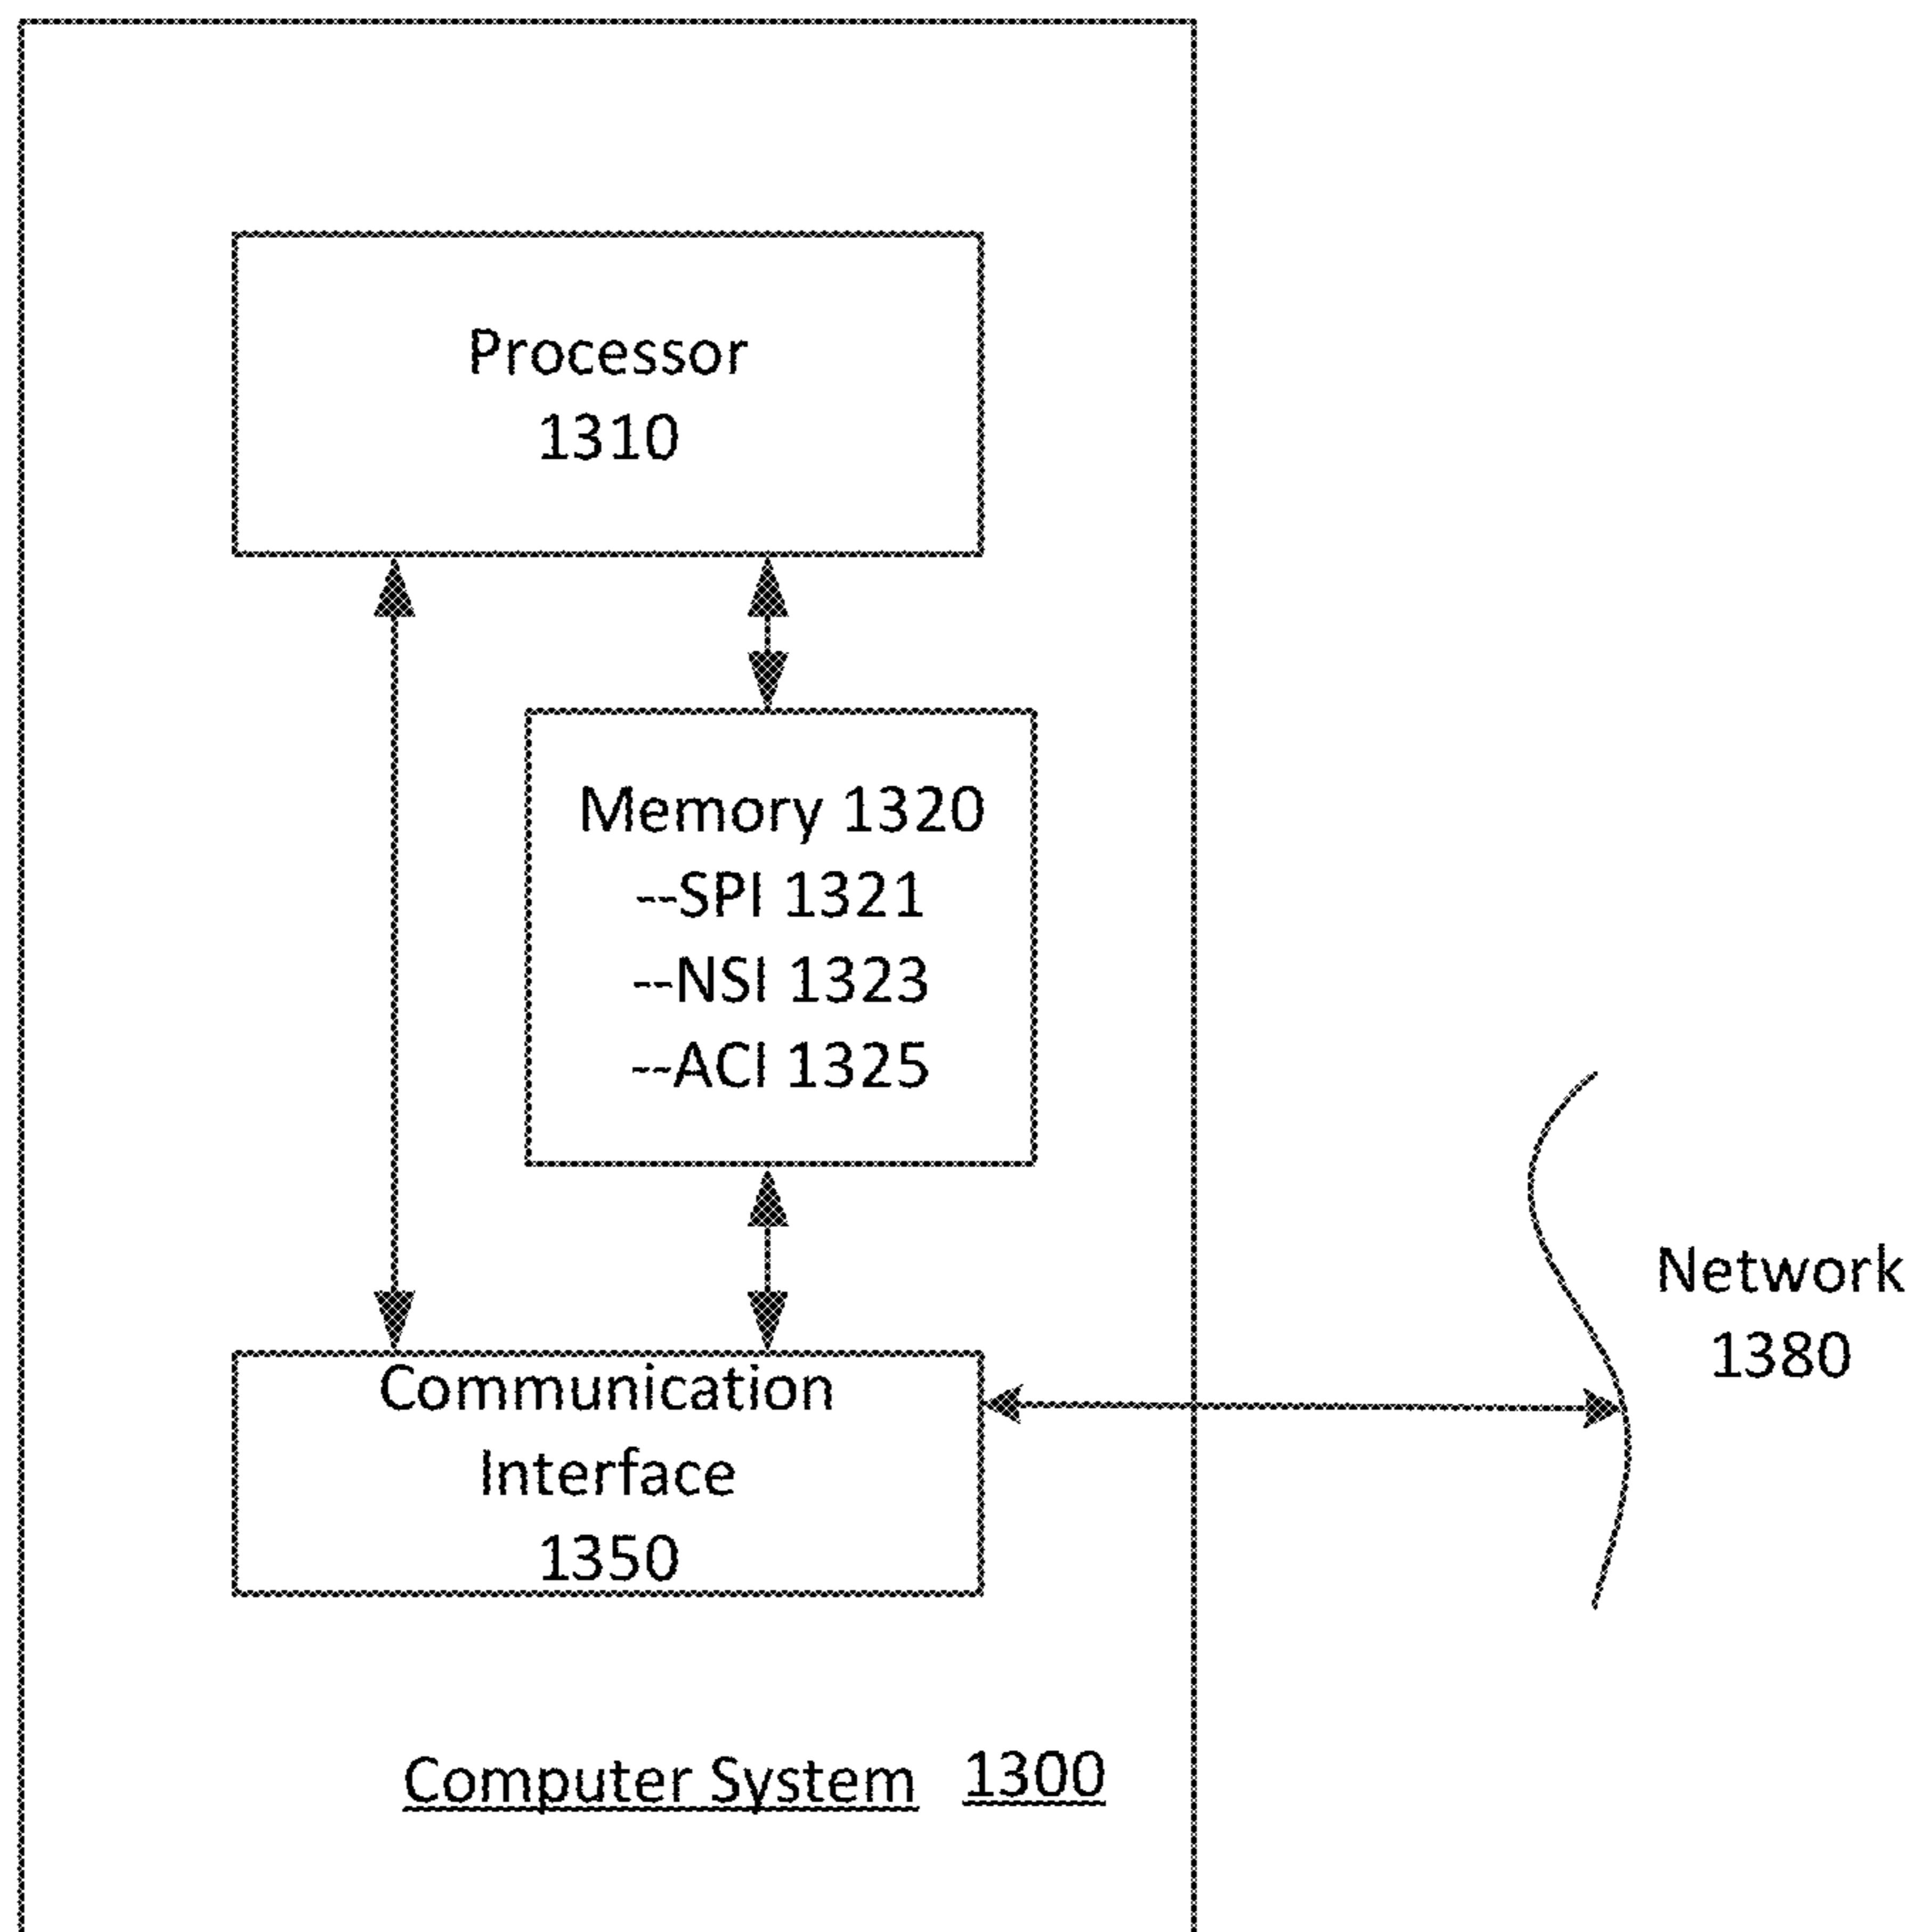 Processor
1310
Memory 1320
--SPI 1321
--NSI 1323
--ACI 1325
Network
1380
Communication
Interface
1350
Computer System 1300